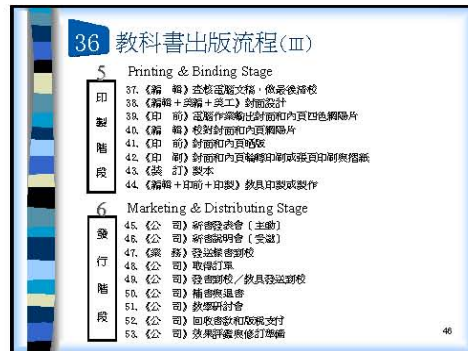 36 教科書出版流程(Ⅲ)
5 Printing & Binding Stage
印製階段
37.《編 輯》查核電腦文稿，做最後清校
38.《編輯+美編+美工》封面設計
39.《印 前》電腦作業輸出封面和內頁四色網陽片
40.《編 輯》校對封面和內頁網陽片
41.《印 前》封面和內頁晒版
42.《印 刷》封面和內頁輪轉印刷或張頁印刷與摺紙
43.《裝 訂》製本
44.《編輯+印前+印製》教具印製或製作
6 Marketing & Distributing Stage
發行階段
45.《公 司》新書發表會〔主動〕
46.《公 司》新書說明會〔受邀〕
47.《業 務》發送樣書到校
48.《公 司》取得訂單
49.《公 司》發書到校／教具發送到校
50.《公 司》補書與退書
51.《公 司》教學研討會
52.《公 司》回收書款和版稅支付
53.《公 司》效果評鑑與修訂準備
46